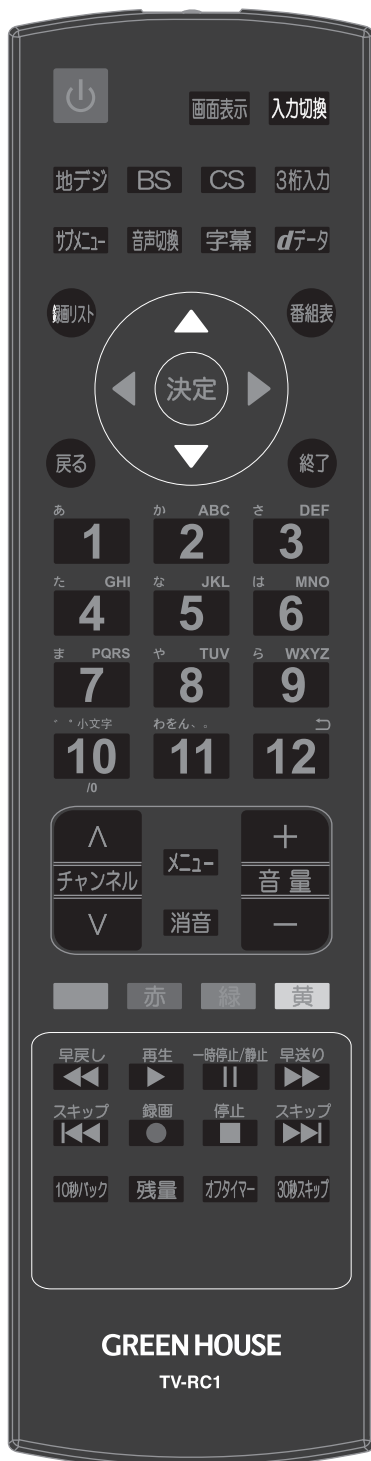 画面表示 入力切換
地デジ BS CS 3桁入力
サブメニュー 音声切換 字幕 dデータ
録画リスト 番組表
決定
戻る 終了
あ か ABC さ DEF
1 2 3
た GHI な JKL は MNO
4 5 6
ま PQRS や TUV ら WXYZ
7 8 9
゛゜小文字 わをん、。
10 11 12
/0
チャンネル メニュー 音量
消音
赤 緑 黄
早戻し 再生 一時停止/静止 早送り
スキップ 録画 停止 スキップ
10秒バック 残量 オフタイマー 30秒スキップ
GREEN HOUSE
TV-RC1